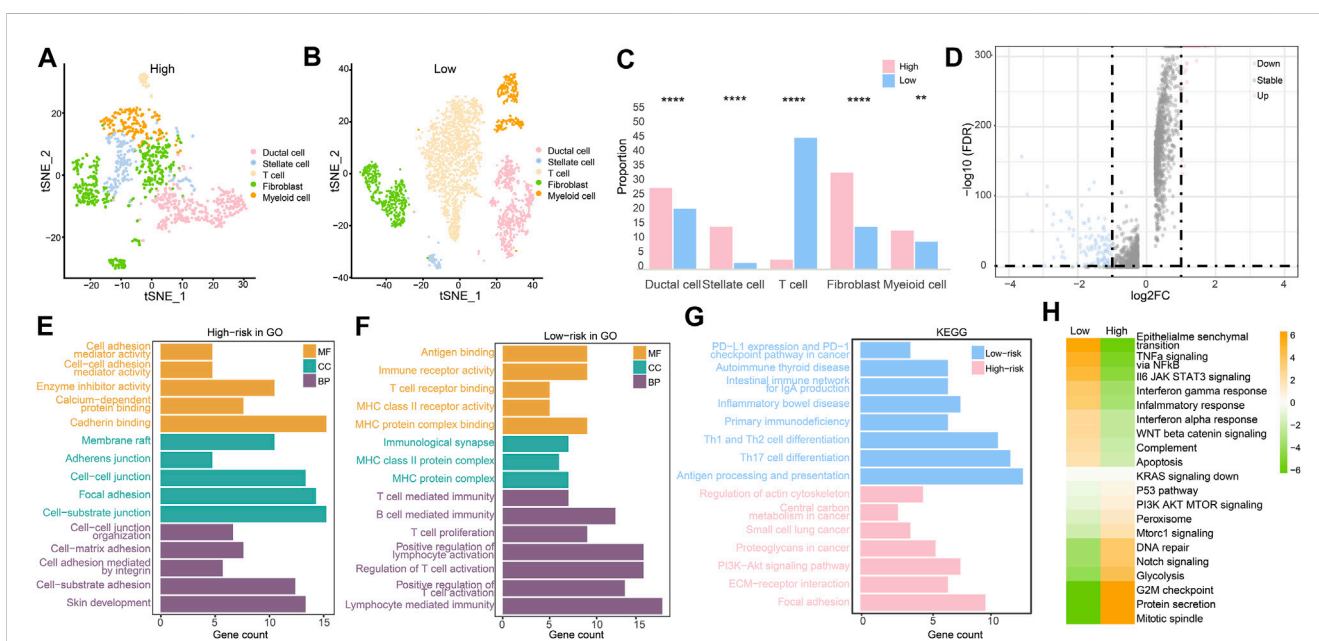 A
High
tSNE_2
20
0
−20
−20
−10
0
10
20
30
tSNE_1
Ductal cell
Stellate cell
T cell
Fibroblast
Myeloid cell
B
Low
tSNE_2
40
20
0
−20
−40
−40
−20
0
20
40
tSNE_1
Ductal cell
Stellate cell
T cell
Fibroblast
Myeloid cell
C
High
Low
**** **** **** **** **
Proportion
55
50
45
40
35
30
25
20
15
10
5
0
Ductal cell Stellate cell T cell Fibroblast Myeioid cell
D
−log10 (FDR)
300
200
100
0
−4
−2
0
2
4
log2FC
Down
Stable
Up
E
High-risk in GO
MF
CC
BP
Cell adhesion
mediator activity
Cell−cell adhesion
mediator activity
Enzyme inhibitor activity
Calcium−dependent
protein binding
Cadherin binding
Membrane raft
Adherens junction
Cell−cell junction
Focal adhesion
Cell−substrate junction
Cell−cell junction
organization
Cell−matrix adhesion
Cell adhesion mediated
by integrin
Cell−substrate adhesion
Skin development
0 5 10 15
Gene count
F
Low-risk in GO
MF
CC
BP
Antigen binding
Immune receptor activity
T cell receptor binding
MHC class II receptor activity
MHC protein complex binding
Immunological synapse
MHC class II protein complex
MHC protein complex
T cell mediated immunity
B cell mediated immunity
T cell proliferation
Positive regulation of
lymphocyte activation
Regulation of T cell activation
Positive regulation of
T cell activation
Lymphocyte mediated immunity
0 5 10 15
Gene count
G
KEGG
Low-risk
High-risk
PD−L1 expression and PD−1
checkpoint pathway in cancer
Autoimmune thyroid disease
Intestinal immune network
for IgA production
Inflammatory bowel disease
Primary immunodeficiency
Th1 and Th2 cell differentiation
Th17 cell differentiation
Antigen processing and presentation
Regulation of actin cytoskeleton
Central carbon
metabolism in cancer
Small cell lung cancer
Proteoglycans in cancer
PI3K−Akt signaling pathway
ECM−receptor interaction
Focal adhesion
0 5 10
Gene count
H
Low High
Epithelialme senchymal
transition
TNFa signaling
via NFkB
Il6 JAK STAT3 signaling
Interferon gamma response
Infalmmatory response
Interferon alpha response
WNT beta catenin signaling
Complement
Apoptosis
KRAS signaling down
P53 pathway
PI3K AKT MTOR signaling
Peroxisome
Mtorc1 signaling
DNA repair
Notch signaling
Glycolysis
G2M checkpoint
Protein secretion
Mitotic spindle
6
4
2
0
−2
−4
−6